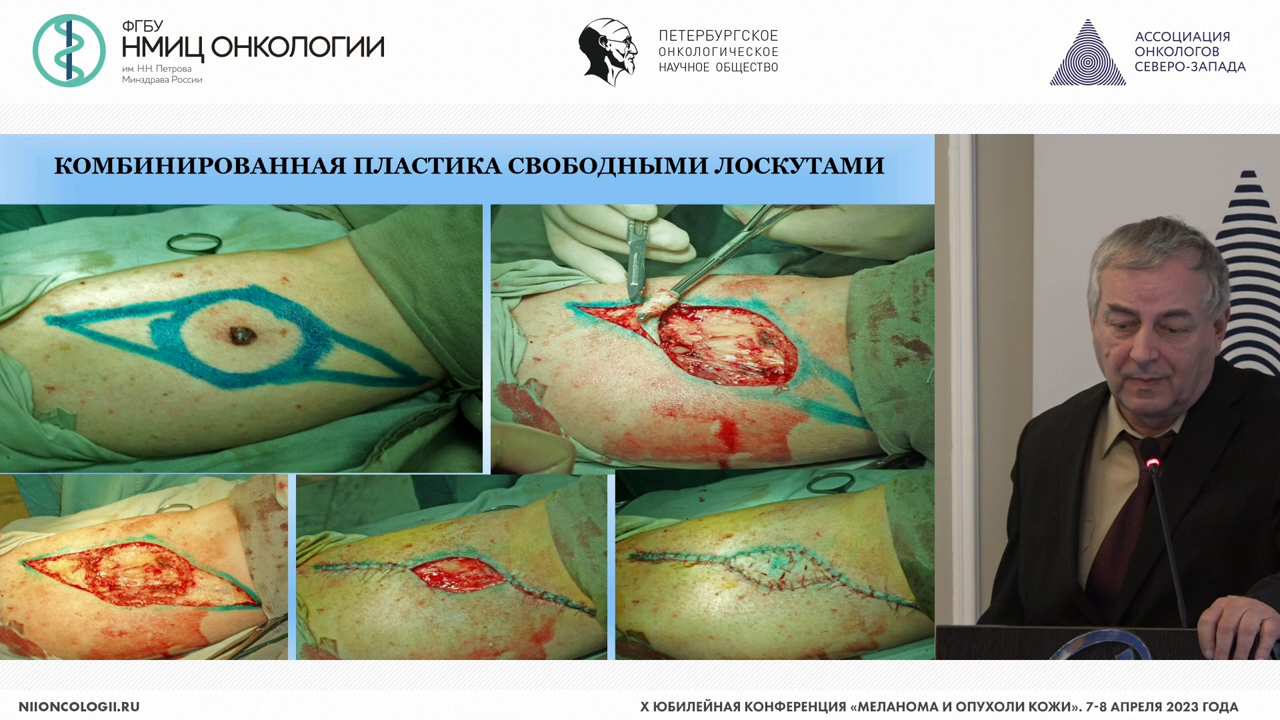 ФГБУ
НМИЦ ОНКОЛОГИИ
им. Н.Н. Петрова
Минздрава России
ПЕТЕРБУРГСКОЕ
ОНКОЛОГИЧЕСКОЕ
НАУЧНОЕ ОБЩЕСТВО
АССОЦИАЦИЯ
ОНКОЛОГОВ
СЕВЕРО-ЗАПАДА
КОМБИНИРОВАННАЯ ПЛАСТИКА СВОБОДНЫМИ ЛОСКУТАМИ
NIIONCOLOGII.RU
X ЮБИЛЕЙНАЯ КОНФЕРЕНЦИЯ «МЕЛАНОМА И ОПУХОЛИ КОЖИ». 7-8 АПРЕЛЯ 2023 ГОДА